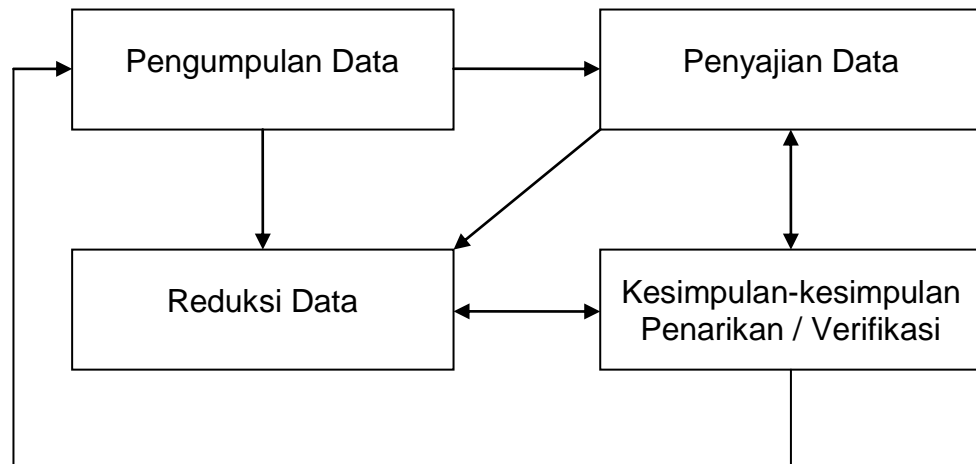 Pengumpulan Data
Penyajian Data
Reduksi Data
Kesimpulan-kesimpulan
Penarikan / Verifikasi